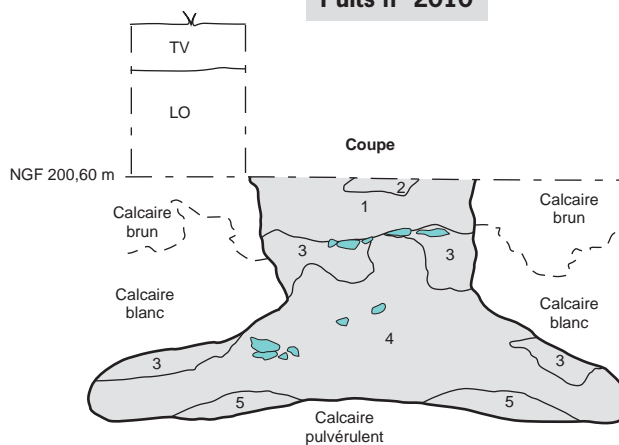 Puits n° 2010
TV
LO
Coupe
NGF 200,60 m
2
1
Calcaire
brun
Calcaire
brun
3
3
Calcaire
blanc
Calcaire
blanc
4
3
3
5
5
Calcaire
pulvérulent